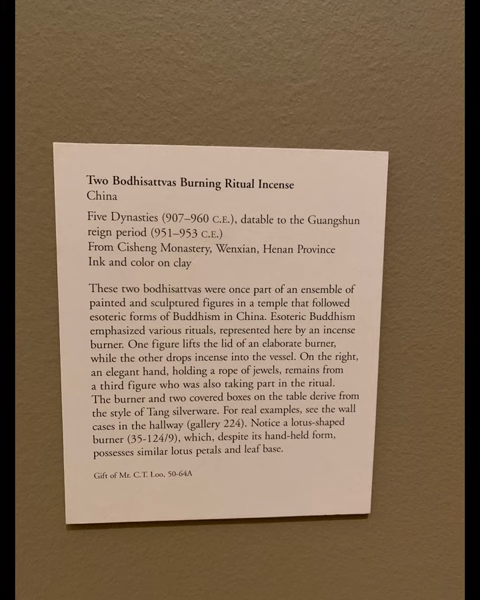 Two Bodhisattvas Burning Ritual Incense
China
Five Dynasties (907–960 C.E.), datable to the Guangshun
reign period (951–953 C.E.)
From Cisheng Monastery, Wenxian, Henan Province
Ink and color on clay
These two bodhisattvas were once part of an ensemble of
painted and sculptured figures in a temple that followed
esoteric forms of Buddhism in China. Esoteric Buddhism
emphasized various rituals, represented here by an incense
burner. One figure lifts the lid of an elaborate burner,
while the other drops incense into the vessel. On the right,
an elegant hand, holding a rope of jewels, remains from
a third figure who was also taking part in the ritual.
The burner and two covered boxes on the table derive from
the style of Tang silverware. For real examples, see the wall
cases in the hallway (gallery 224). Notice a lotus-shaped
burner (35-124/9), which, despite its hand-held form,
possesses similar lotus petals and leaf base.
Gift of Mr. C.T. Loo, 50-64A